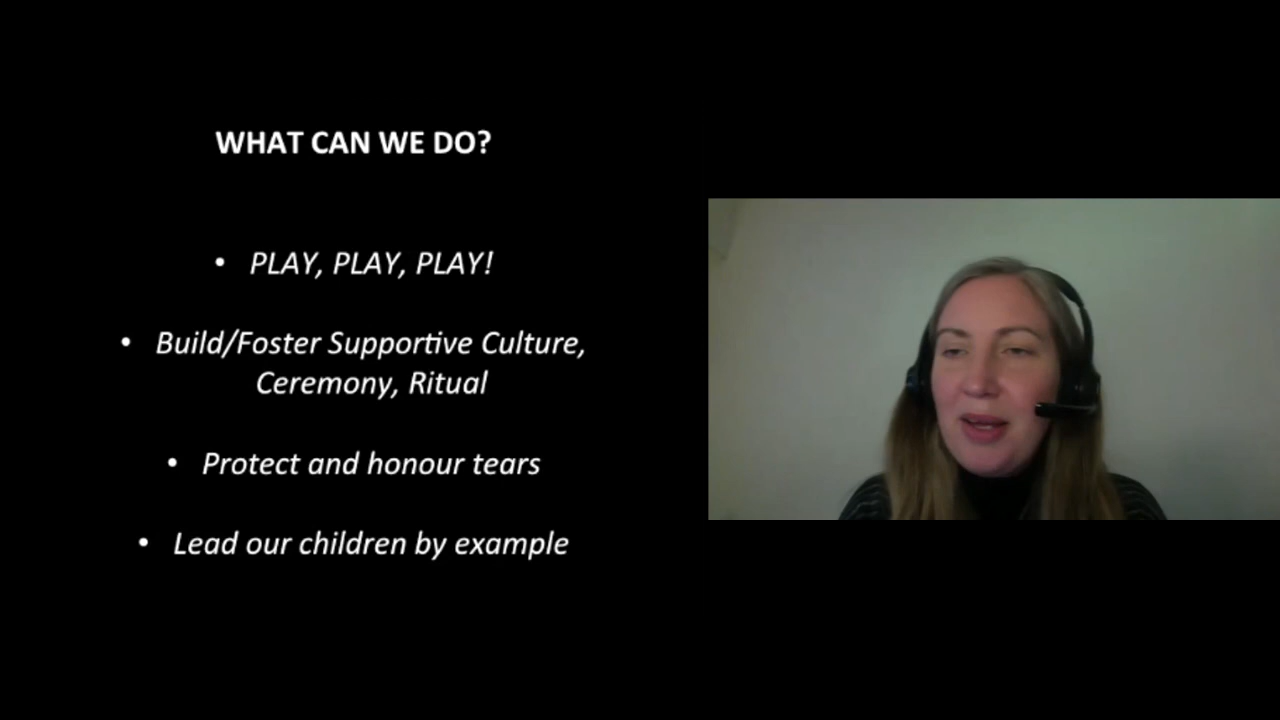 WHAT CAN WE DO?
• PLAY, PLAY, PLAY!
• Build/Foster Supportive Culture,
Ceremony, Ritual
• Protect and honour tears
• Lead our children by example